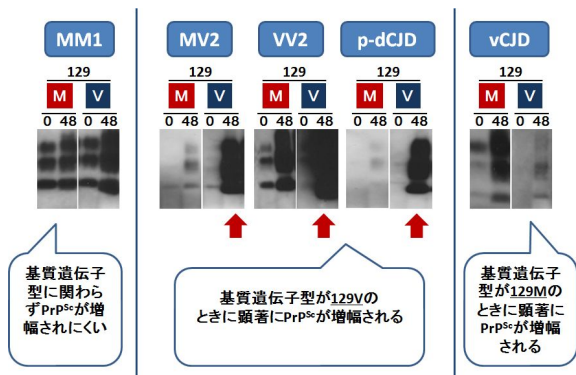 MM1 MV2 VV2 p-dCJD vCJD
129 129 129 129 129
M V M V M V M V M V
0 48 0 48 0 48 0 48 0 48 0 48 0 48 0 48 0 48 0 48
基質遺伝子
型に関わら
ずPrPScが増
幅されにくい
基質遺伝子型が129Vの
ときに顕著にPrPScが増幅される
基質遺伝子
型が129Mの
ときに顕著に
PrPScが増幅
される